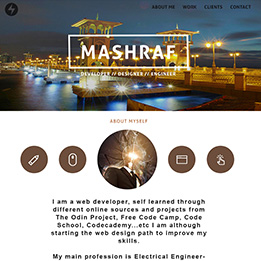 ABOUT ME WORK CLIENTS CONTACT
MASHRAF
DEVELOPER // DESIGNER // ENGINEER
ABOUT MYSELF
I am a web developer, self learned through
different online sources and projects from
The Odin Project, Free Code Camp, Code
School, Codecademy...etc I am although
starting the web design path to improve my
skills.
My main profession is Electrical Engineer-